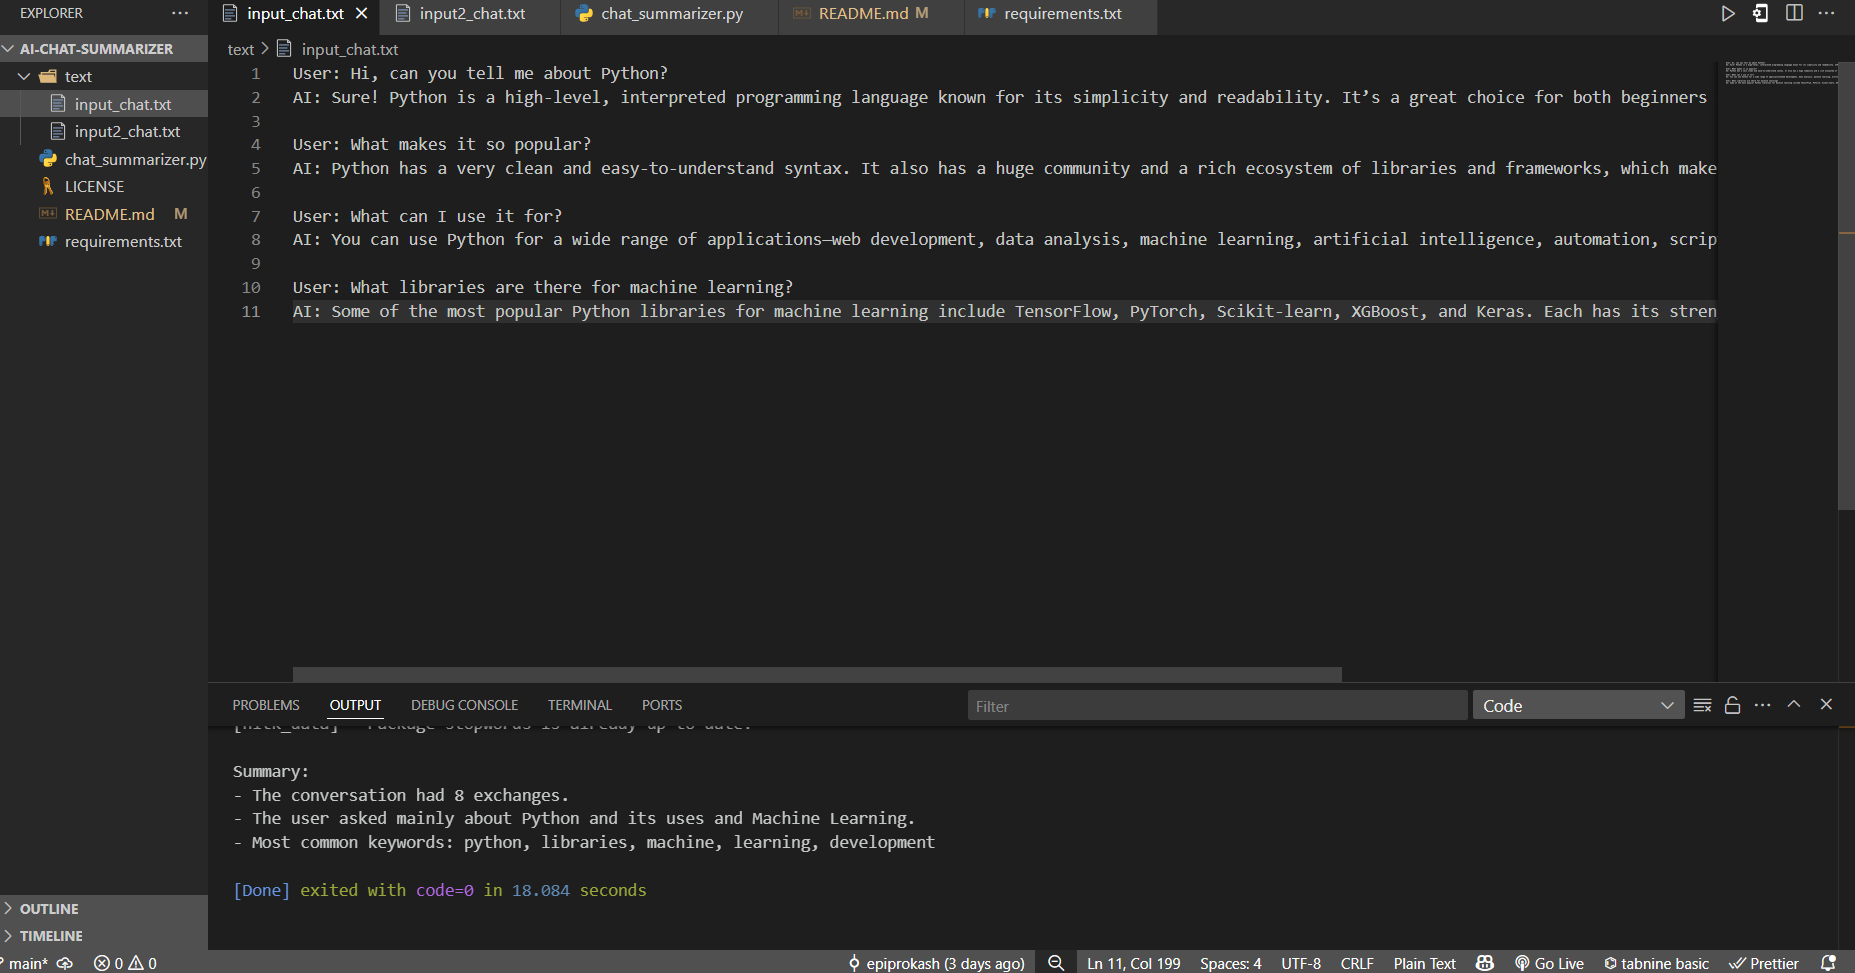 EXPLORER
AI-CHAT-SUMMARIZER
text
input_chat.txt
input2_chat.txt
chat_summarizer.py
LICENSE
README.md M
requirements.txt
OUTLINE
TIMELINE
input_chat.txt
input2_chat.txt
chat_summarizer.py
README.md M
requirements.txt
text > input_chat.txt
1 User: Hi, can you tell me about Python?
2 AI: Sure! Python is a high-level, interpreted programming language known for its simplicity and readability. It’s a great choice for both beginners
3
4 User: What makes it so popular?
5 AI: Python has a very clean and easy-to-understand syntax. It also has a huge community and a rich ecosystem of libraries and frameworks, which make
6
7 User: What can I use it for?
8 AI: You can use Python for a wide range of applications—web development, data analysis, machine learning, artificial intelligence, automation, scrip
9
10 User: What libraries are there for machine learning?
11 AI: Some of the most popular Python libraries for machine learning include TensorFlow, PyTorch, Scikit-learn, XGBoost, and Keras. Each has its stren
PROBLEMS OUTPUT DEBUG CONSOLE TERMINAL PORTS Filter Code
[nltk_data] Package stopwords is already up-to-date!
Summary:
- The conversation had 8 exchanges.
- The user asked mainly about Python and its uses and Machine Learning.
- Most common keywords: python, libraries, machine, learning, development
[Done] exited with code=0 in 18.084 seconds
main* 0 0 epiprokash (3 days ago) Ln 11, Col 199 Spaces: 4 UTF-8 CRLF Plain Text Go Live tabnine basic Prettier